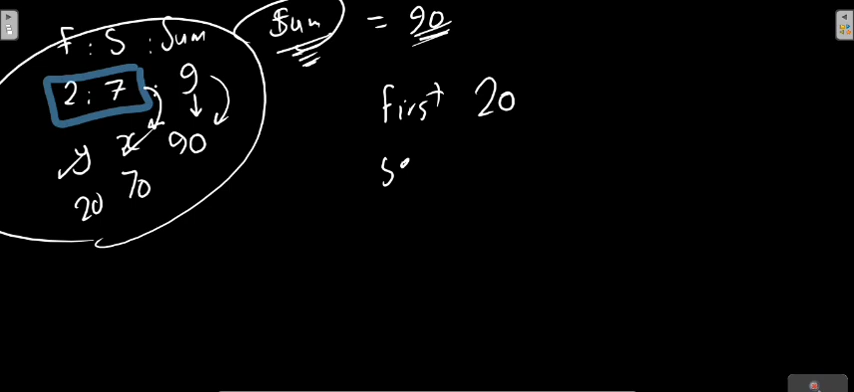 F : S : Sum
2 : 7 : 9
y x 90
20 70
Sum = 90
first 20
s